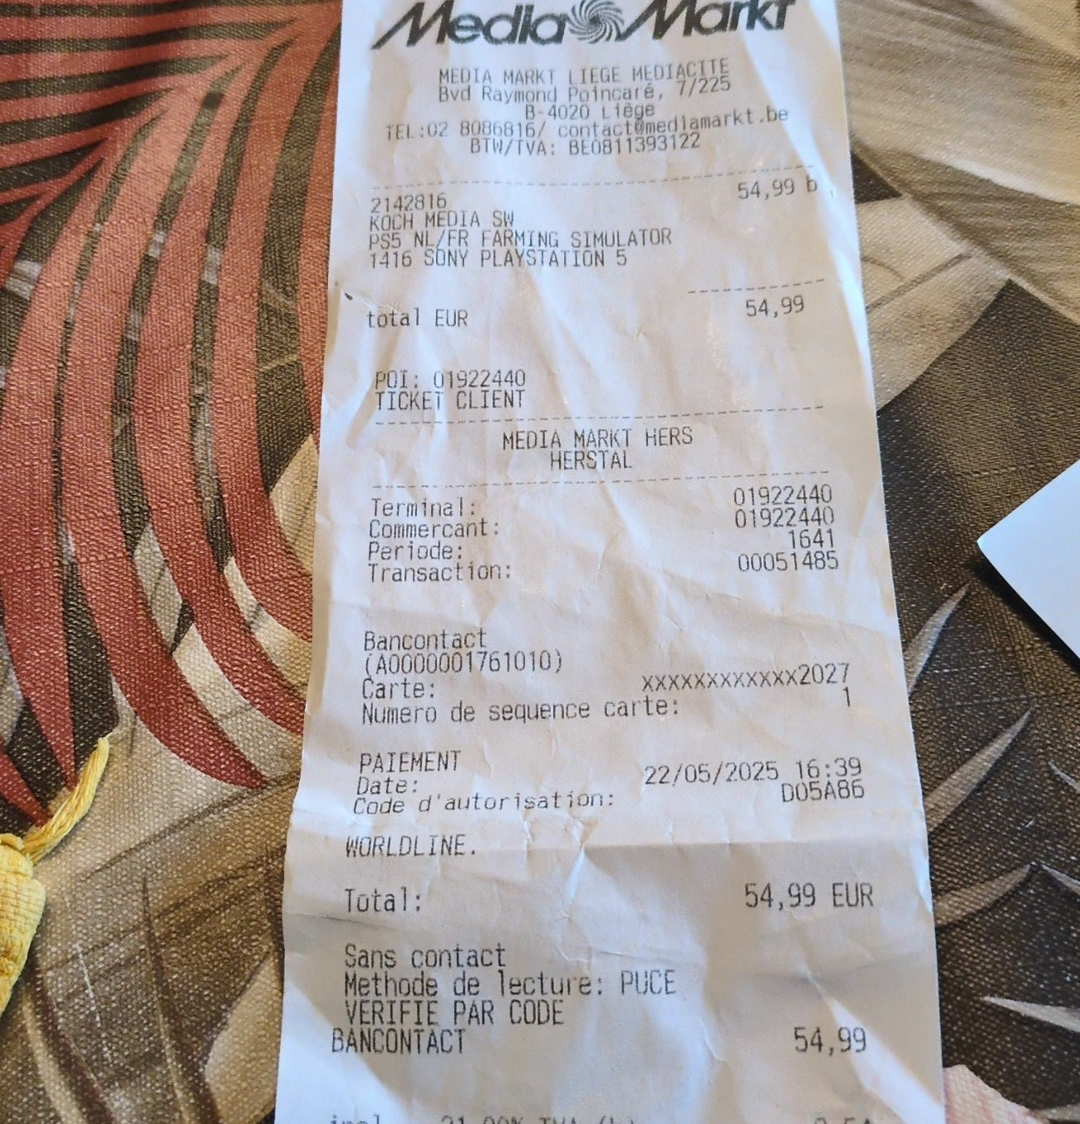 Media Markt
MEDIA MARKT LIEGE MEDIACITE
Bvd Raymond Poincaré, 7/225
B-4020 Liège
TEL:02 8086816/ contact@mediamarkt.be
BTW/TVA: BE0811393122
2142816 54,99 b
KOCH MEDIA SW
PS5 NL/FR FARMING SIMULATOR
1416 SONY PLAYSTATION 5
total EUR 54,99
POI: 01922440
TICKET CLIENT
MEDIA MARKT HERS
HERSTAL
Terminal: 01922440
Commercant: 01922440
Periode: 1641
Transaction: 00051485
Bancontact
(A0000001761010)
Carte: xxxxxxxxxxxx2027
Numero de sequence carte: 1
PAIEMENT
Date: 22/05/2025 16:39
Code d'autorisation: D05A86
WORLDLINE.
Total: 54,99 EUR
Sans contact
Methode de lecture: PUCE
VERIFIE PAR CODE
BANCONTACT 54,99